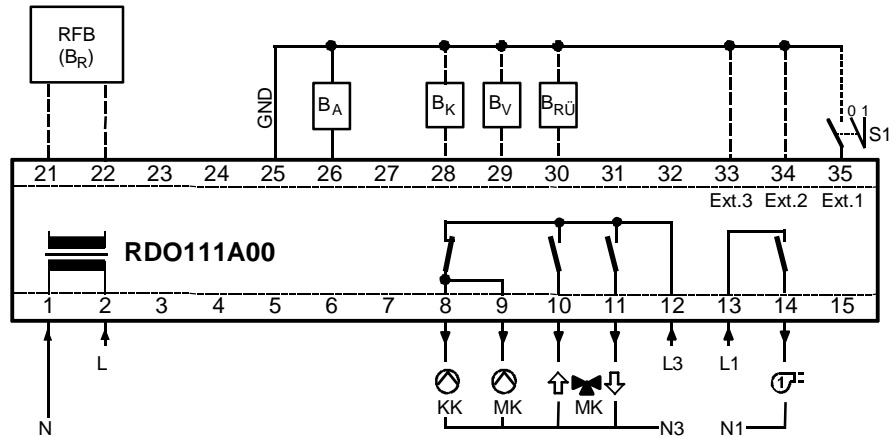 RFB
(BR)
GND
BA
BK
BV
BRÜ
0 1
S1
21 22 23 24 25 26 27 28 29 30 31 32 33 34 35
Ext.3 Ext.2 Ext.1
RDO111A00
1 2 3 4 5 6 7 8 9 10 11 12 13 14 15
L L3 L1
1
KK MK MK
N N3 N1